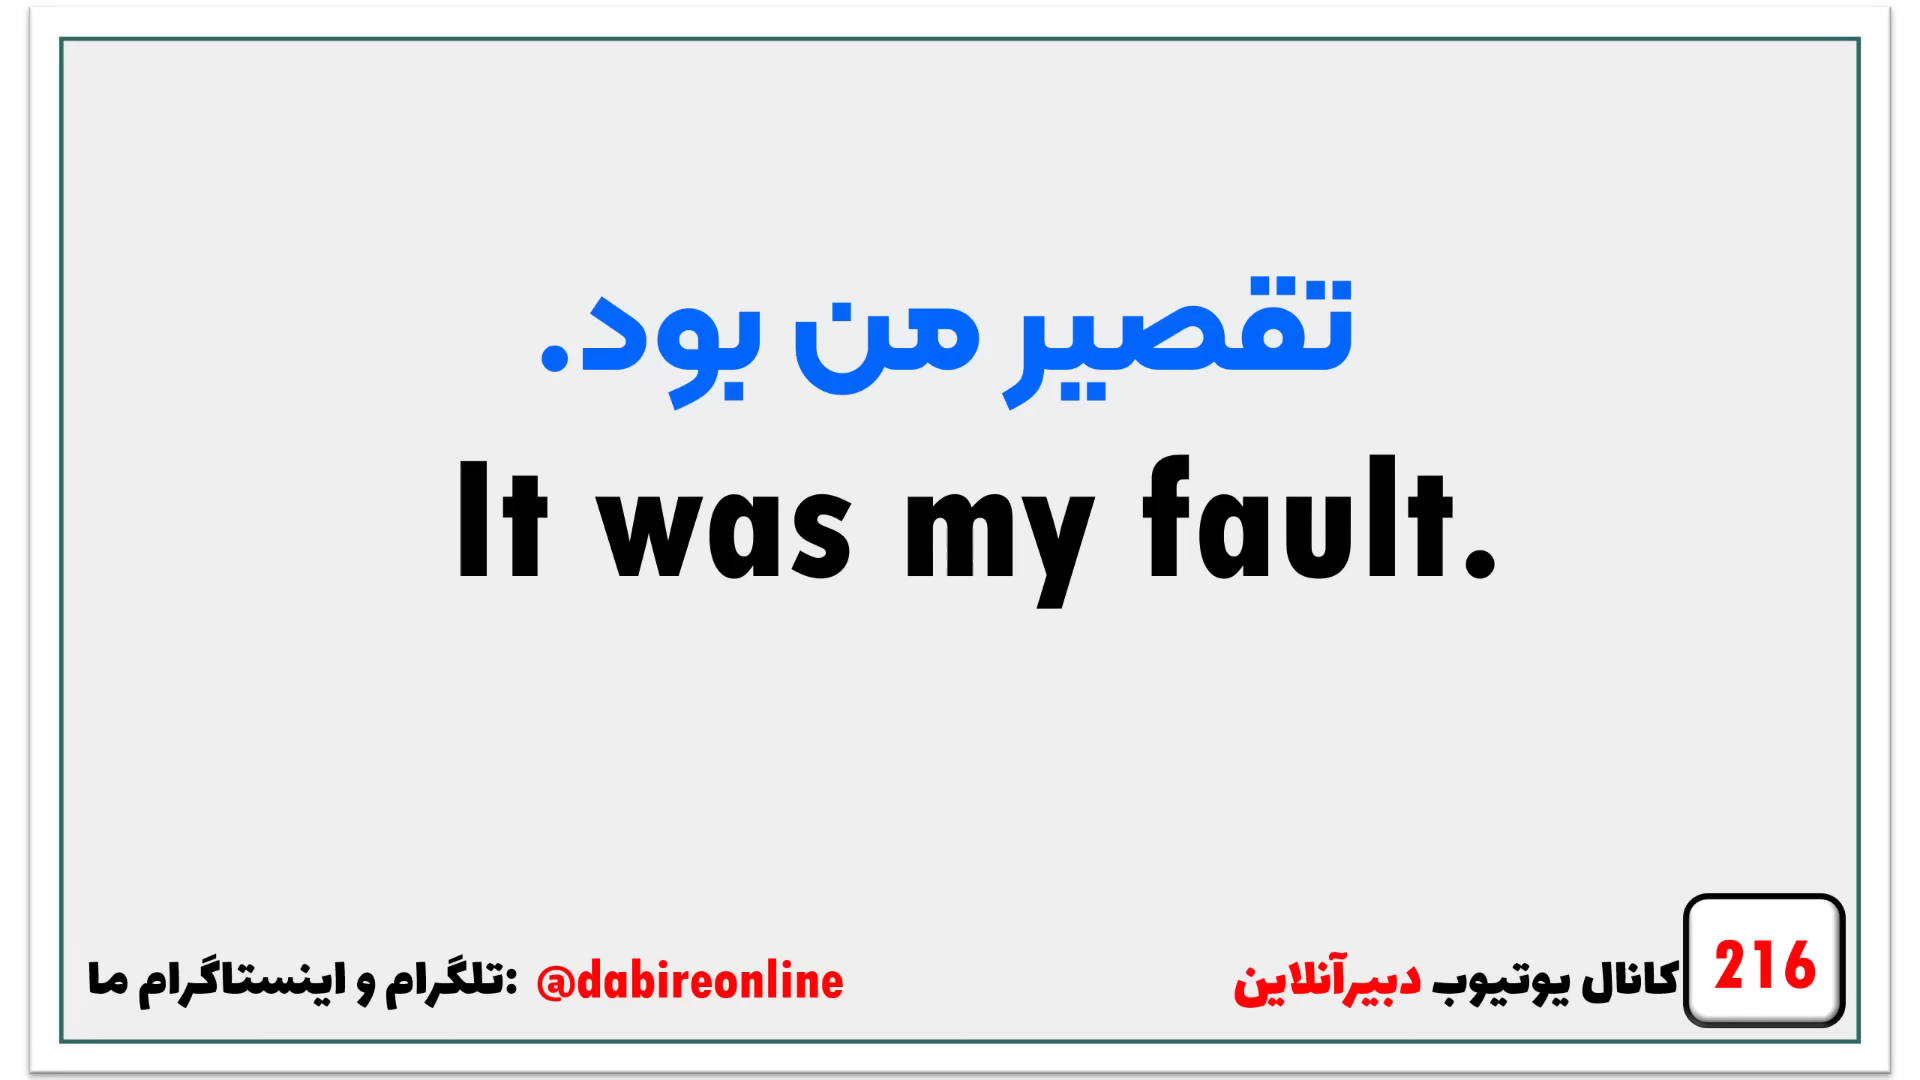 تقصیر من بود.
It was my fault.
تلگرام و اینستاگرام ما: @dabireonline
کانال یوتیوب دبیرآنلاین
216